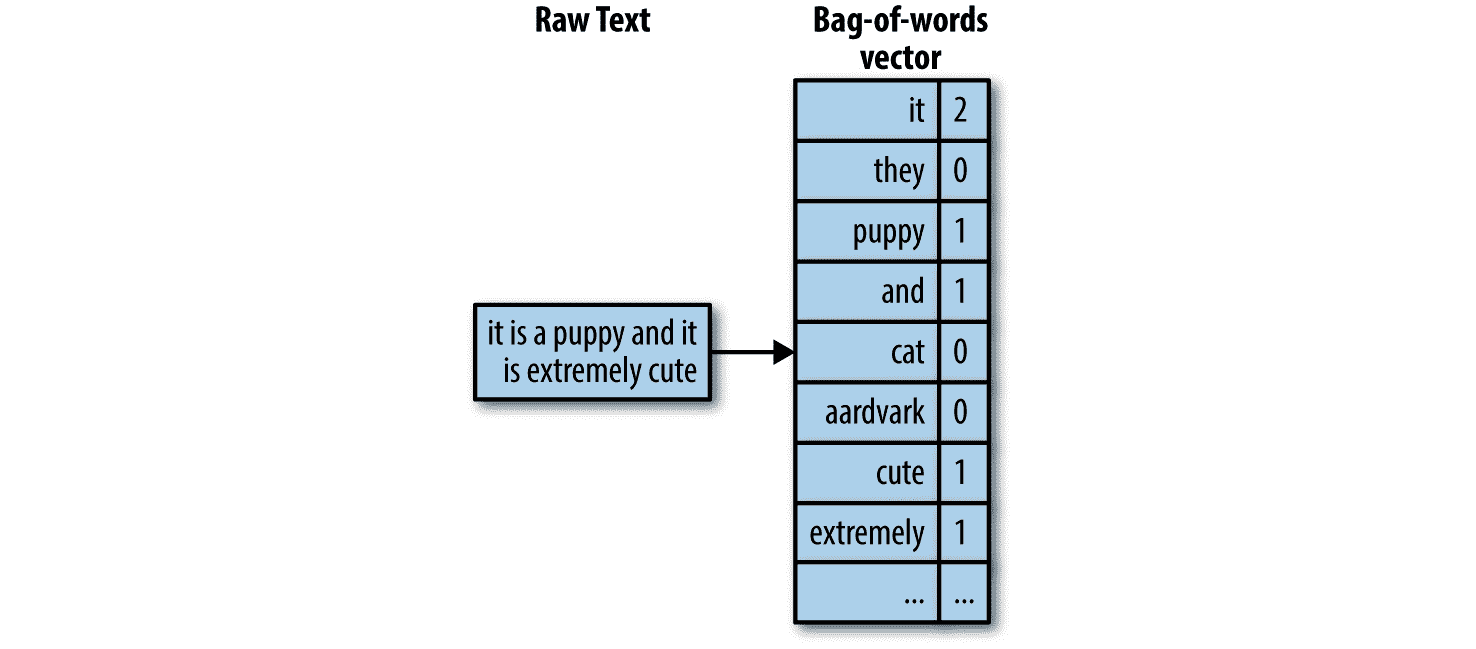 Raw Text
Bag-of-words
vector
it is a puppy and it
is extremely cute
it 2
they 0
puppy 1
and 1
cat 0
aardvark 0
cute 1
extremely 1
... ...